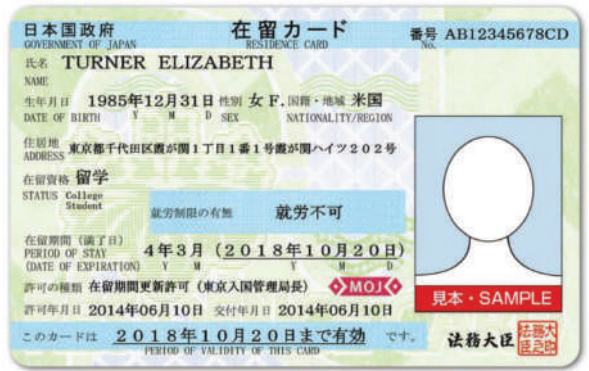 日本国政府 在留カード 番号 AB12345678CD
GOVERNMENT OF JAPAN RESIDENCE CARD No.
氏名 TURNER ELIZABETH
NAME
生年月日 1985年12月31日 性別 女 F. 国籍・地域 米国
DATE OF BIRTH Y M D SEX NATIONALITY/REGION
住居地 東京都千代田区霞が関1丁目1番1号霞が関ハイツ202号
ADDRESS
在留資格 留学
STATUS College Student
就労制限の有無 就労不可
在留期間(満了日) 4年3月(2018年10月20日)
PERIOD OF STAY
(DATE OF EXPIRATION) Y M Y M D
許可の種類 在留期間更新許可(東京入国管理局長) MOJ
見本・SAMPLE
許可年月日 2014年06月10日 交付年月日 2014年06月10日
このカードは 2018年10月20日まで有効 です。 法務大臣
PERIOD OF VALIDITY OF THIS CARD